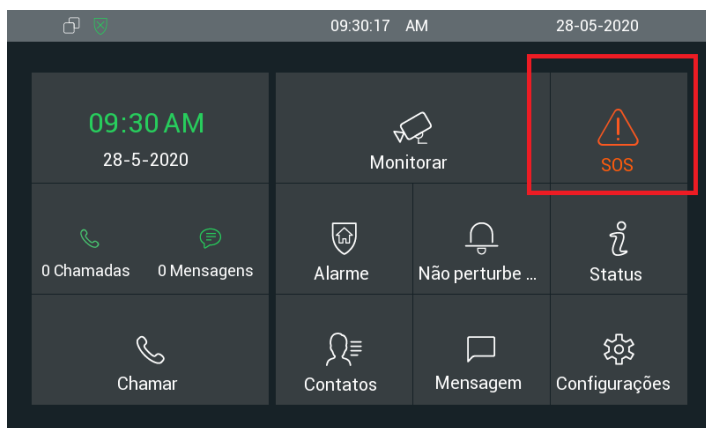 09:30:17 AM
28-05-2020
09:30 AM
28-5-2020
Monitorar
SOS
0 Chamadas
0 Mensagens
Alarme
Não perturbe ...
Status
Chamar
Contatos
Mensagem
Configurações